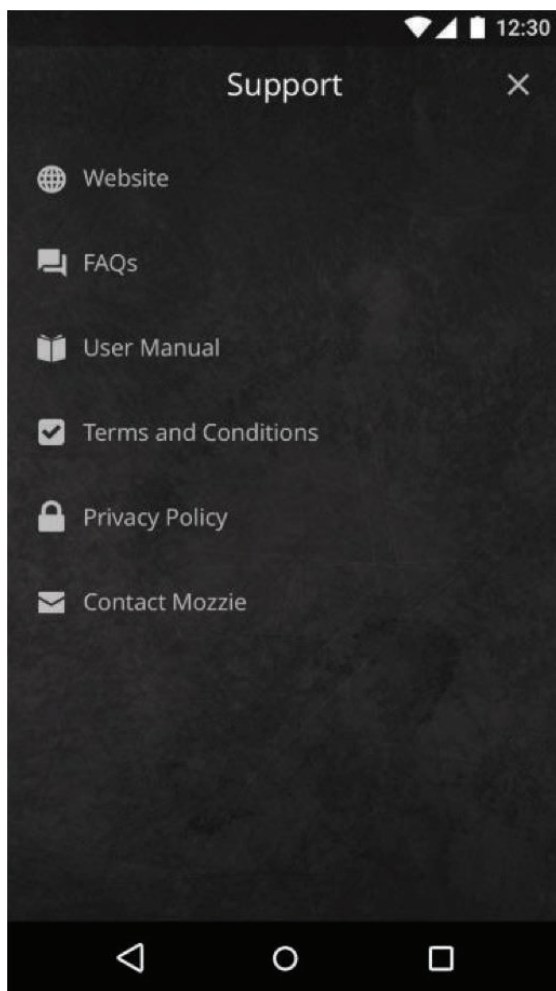 12:30
Support
Website
FAQs
User Manual
Terms and Conditions
Privacy Policy
Contact Mozzie